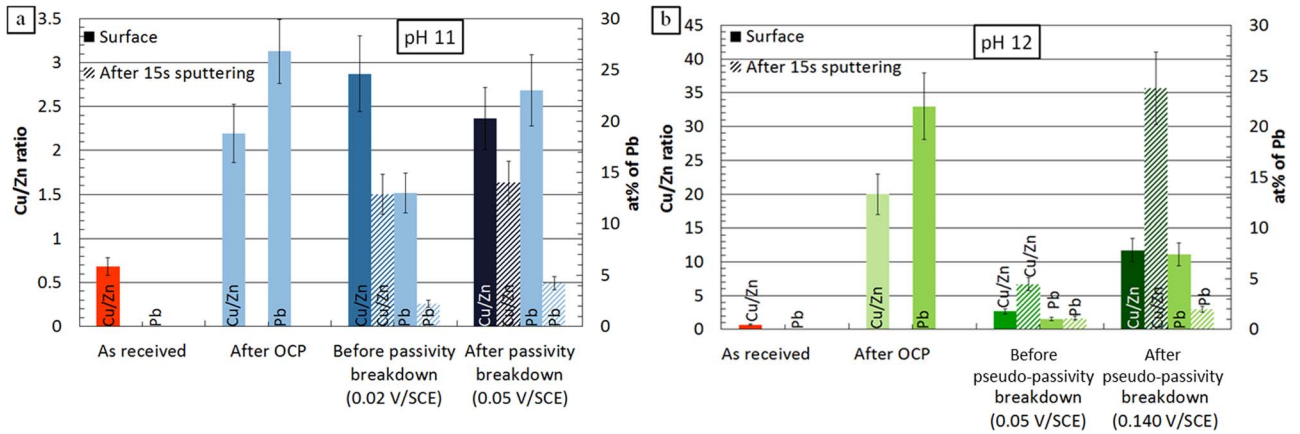 a
pH 11
Surface
After 15s sputtering
Cu/Zn ratio
3.5
3
2.5
2
1.5
1
0.5
0
at% of Pb
30
25
20
15
10
5
0
Cu/Zn
Pb
Cu/Zn
Pb
Cu/Zn
Cu/Zn
Pb
Pb
Cu/Zn
Cu/Zn
Pb
Pb
As received
After OCP
Before passivity
breakdown
(0.02 V/SCE)
After passivity
breakdown
(0.05 V/SCE)
b
pH 12
Surface
After 15s sputtering
Cu/Zn ratio
45
40
35
30
25
20
15
10
5
0
at% of Pb
30
25
20
15
10
5
0
Cu/Zn
Pb
Cu/Zn
Pb
Cu/Zn
Cu/Zn
Pb
Pb
Cu/Zn
Cu/Zn
Pb
Pb
As received
After OCP
Before
pseudo-passivity
breakdown
(0.05 V/SCE)
After
pseudo-passivity
breakdown
(0.140 V/SCE)